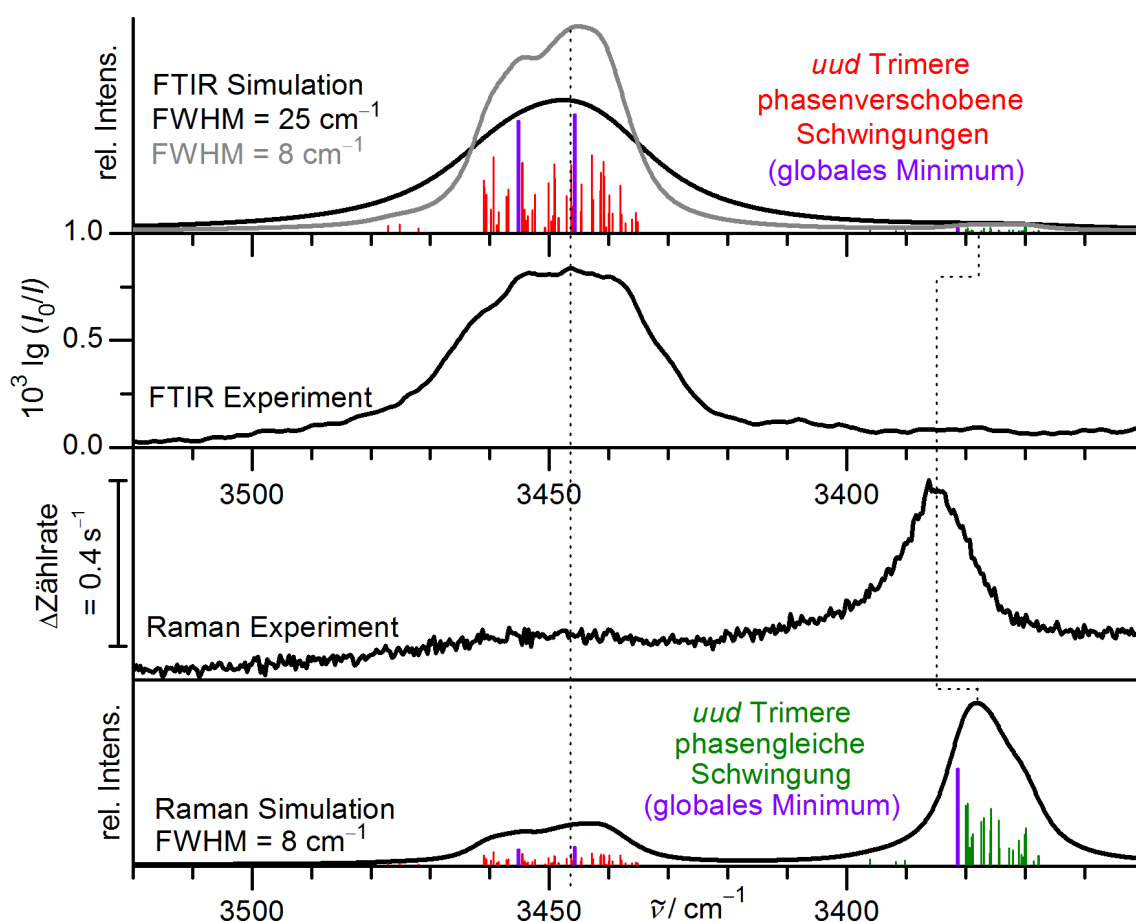 rel. Intens.
FTIR Simulation
FWHM = 25 cm⁻¹
FWHM = 8 cm⁻¹
uud Trimere
phasenverschobene
Schwingungen
(globales Minimum)
1.0
0.5
0.0
10³ lg (I₀/I)
FTIR Experiment
3500
3450
3400
ΔZählrate
= 0.4 s⁻¹
Raman Experiment
rel. Intens.
uud Trimere
phasengleiche
Schwingung
(globales Minimum)
Raman Simulation
FWHM = 8 cm⁻¹
3500
3450
ṽ/ cm⁻¹
3400